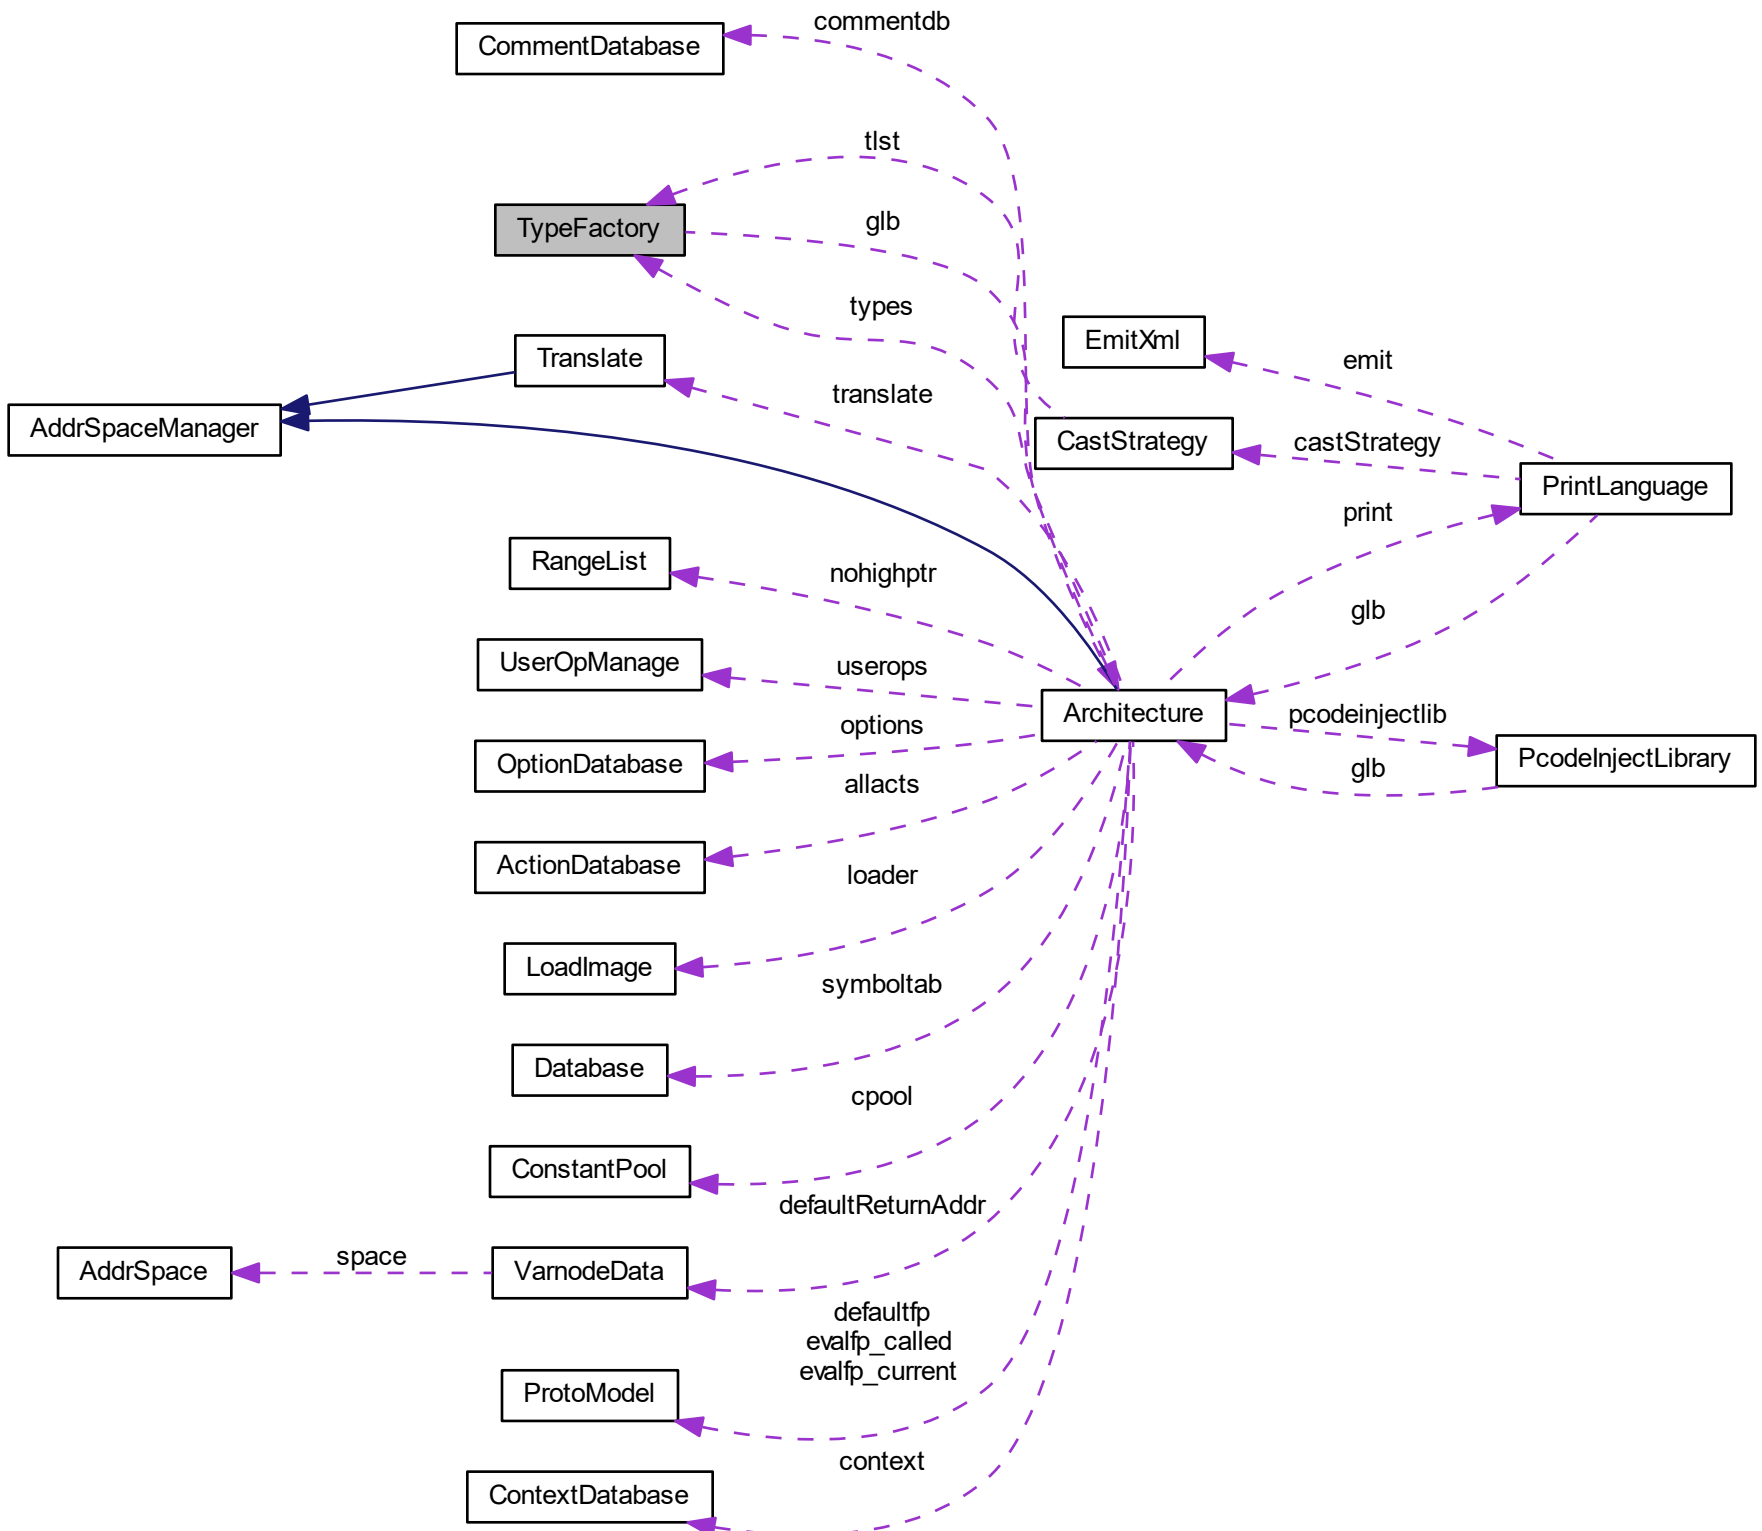 commentdb
CommentDatabase
tlst
TypeFactory
glb
types
EmitXml
Translate
emit
translate
AddrSpaceManager
CastStrategy
castStrategy
PrintLanguage
print
RangeList
nohighptr
glb
UserOpManage
userops
Architecture
pcodeinjectlib
options
OptionDatabase
PcodeInjectLibrary
glb
allacts
ActionDatabase
loader
LoadImage
symboltab
Database
cpool
ConstantPool
defaultReturnAddr
space
AddrSpace
VarnodeData
defaultfp
evalfp_called
evalfp_current
ProtoModel
context
ContextDatabase